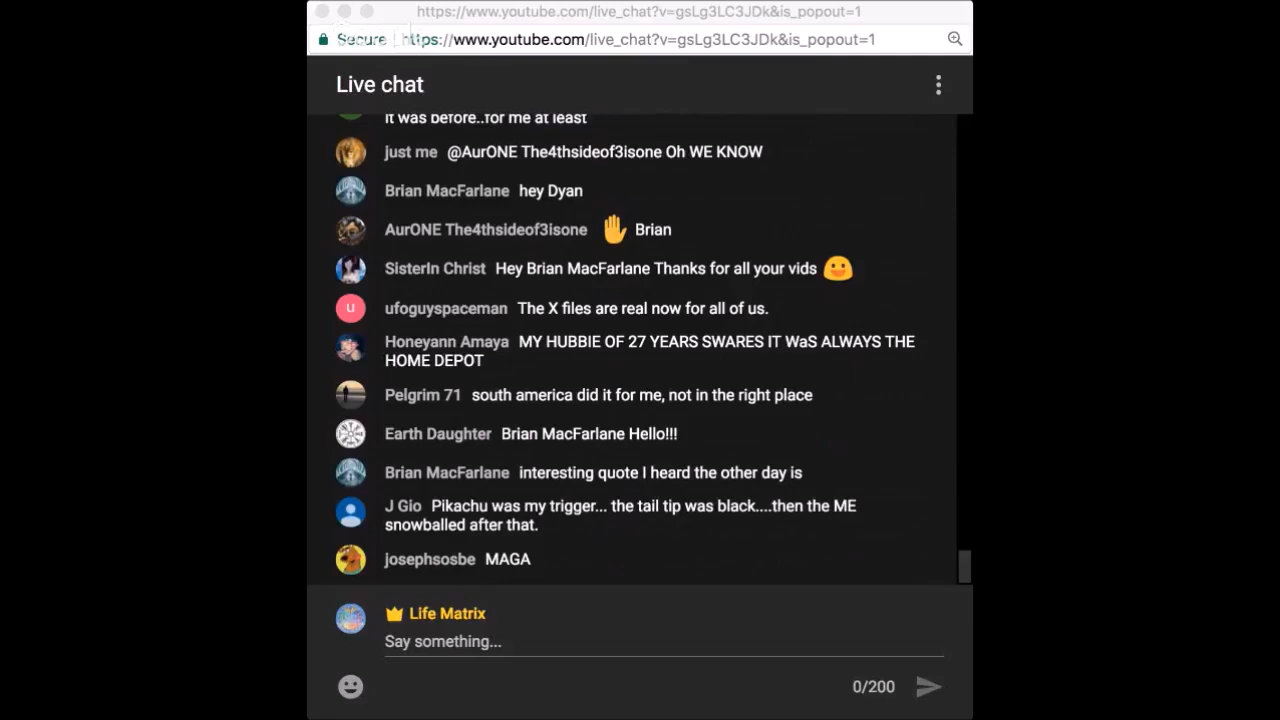 https://www.youtube.com/live_chat?v=gsLg3LC3JDk&is_popout=1
Secure https://www.youtube.com/live_chat?v=gsLg3LC3JDk&is_popout=1
Live chat
it was before..for me at least
just me @AurONE The4thsideof3isone Oh WE KNOW
Brian MacFarlane hey Dyan
AurONE The4thsideof3isone Brian
SisterIn Christ Hey Brian MacFarlane Thanks for all your vids
u ufoguyspaceman The X files are real now for all of us.
Honeyann Amaya MY HUBBIE OF 27 YEARS SWARES IT WaS ALWAYS THE
HOME DEPOT
Pelgrim 71 south america did it for me, not in the right place
Earth Daughter Brian MacFarlane Hello!!!
Brian MacFarlane interesting quote I heard the other day is
J Gio Pikachu was my trigger... the tail tip was black....then the ME
snowballed after that.
josephsosbe MAGA
Life Matrix
Say something...
0/200